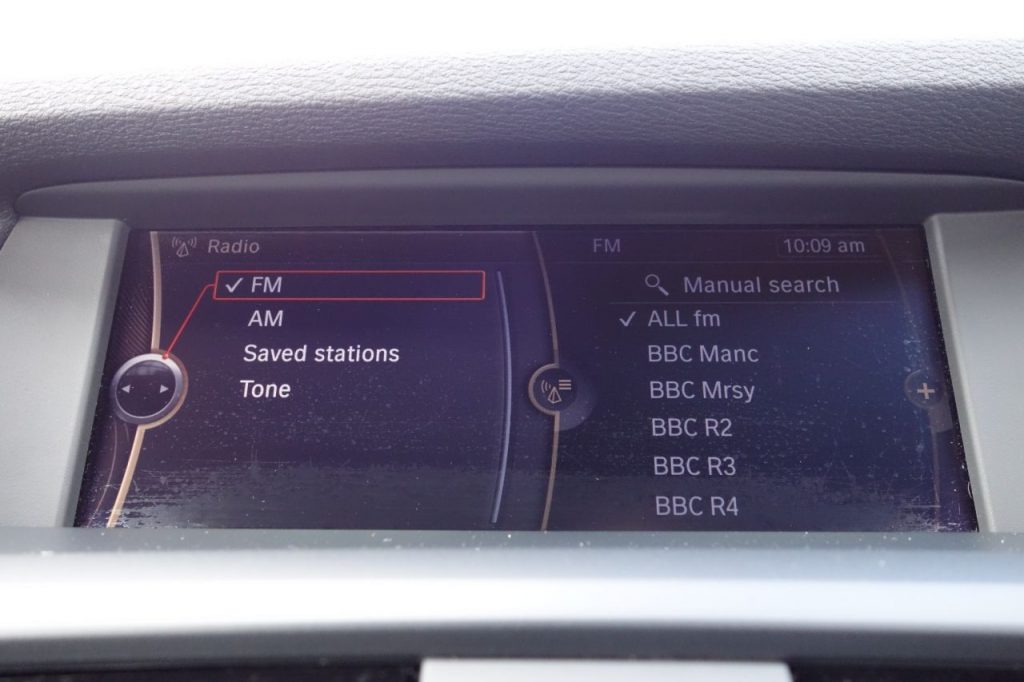 Radio
FM
AM
Saved stations
Tone
FM
10:09 am
Manual search
ALL fm
BBC Manc
BBC Mrsy
BBC R2
BBC R3
BBC R4